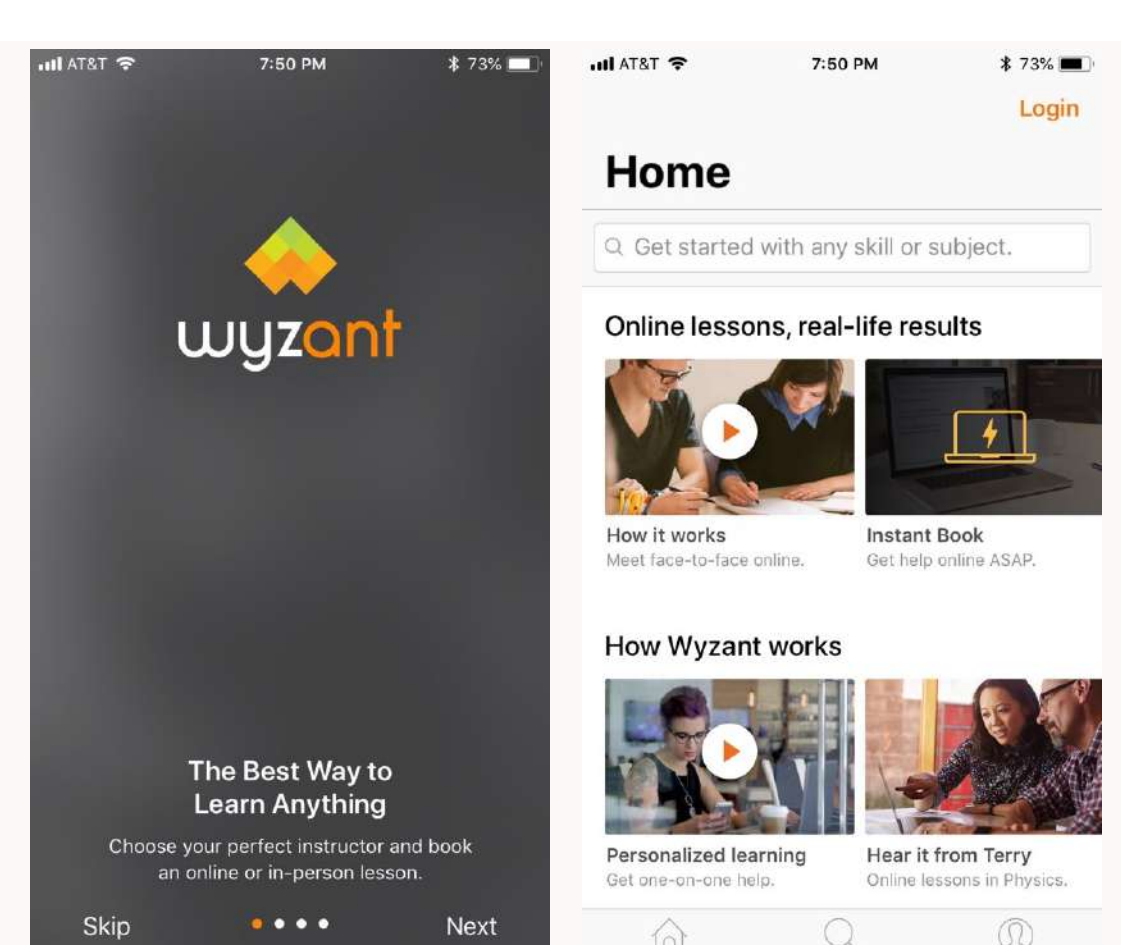 AT&T 7:50 PM 73%
wyzant
The Best Way to
Learn Anything
Choose your perfect instructor and book
an online or in-person lesson.
Skip Next
AT&T 7:50 PM 73%
Login
Home
Get started with any skill or subject.
Online lessons, real-life results
How it works
Meet face-to-face online.
Instant Book
Get help online ASAP.
How Wyzant works
Personalized learning
Get one-on-one help.
Hear it from Terry
Online lessons in Physics.